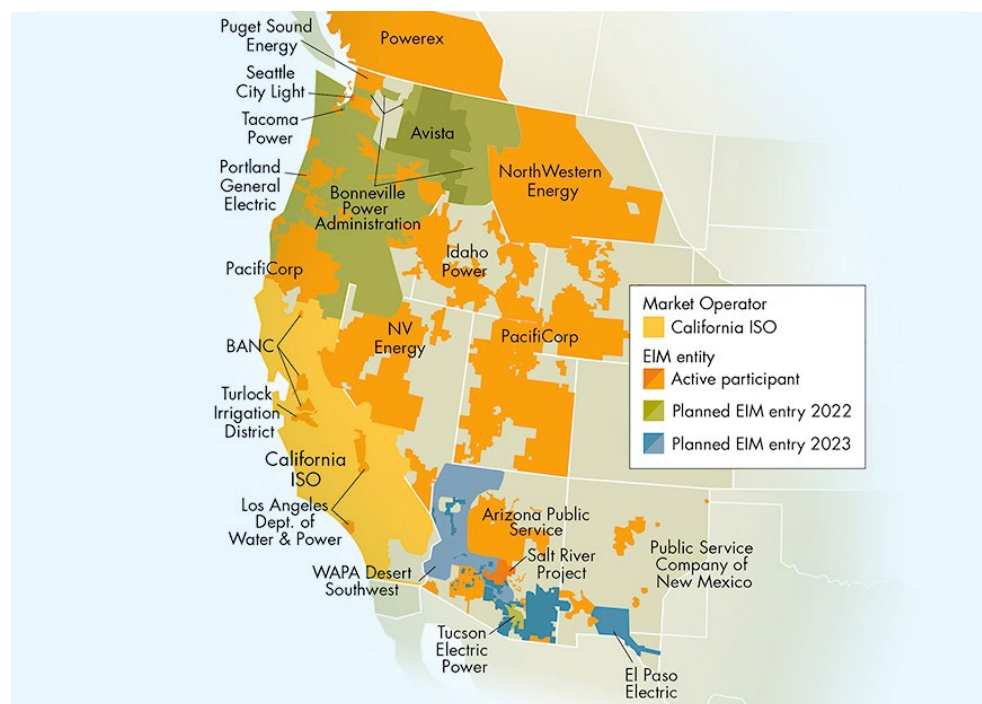 Puget Sound
Energy
Powerex
Seattle
City Light
Tacoma
Power
Avista
Portland
General
Electric
Bonneville
Power
Administration
NorthWestern
Energy
Idaho
Power
PacifiCorp
Market Operator
California ISO
EIM entity
Active participant
Planned EIM entry 2022
Planned EIM entry 2023
NV
Energy
PacifiCorp
BANC
Turlock
Irrigation
District
California
ISO
Los Angeles
Dept. of
Water & Power
Arizona Public
Service
Salt River
Project
Public Service
Company of
New Mexico
WAPA Desert
Southwest
Tucson
Electric
Power
El Paso
Electric